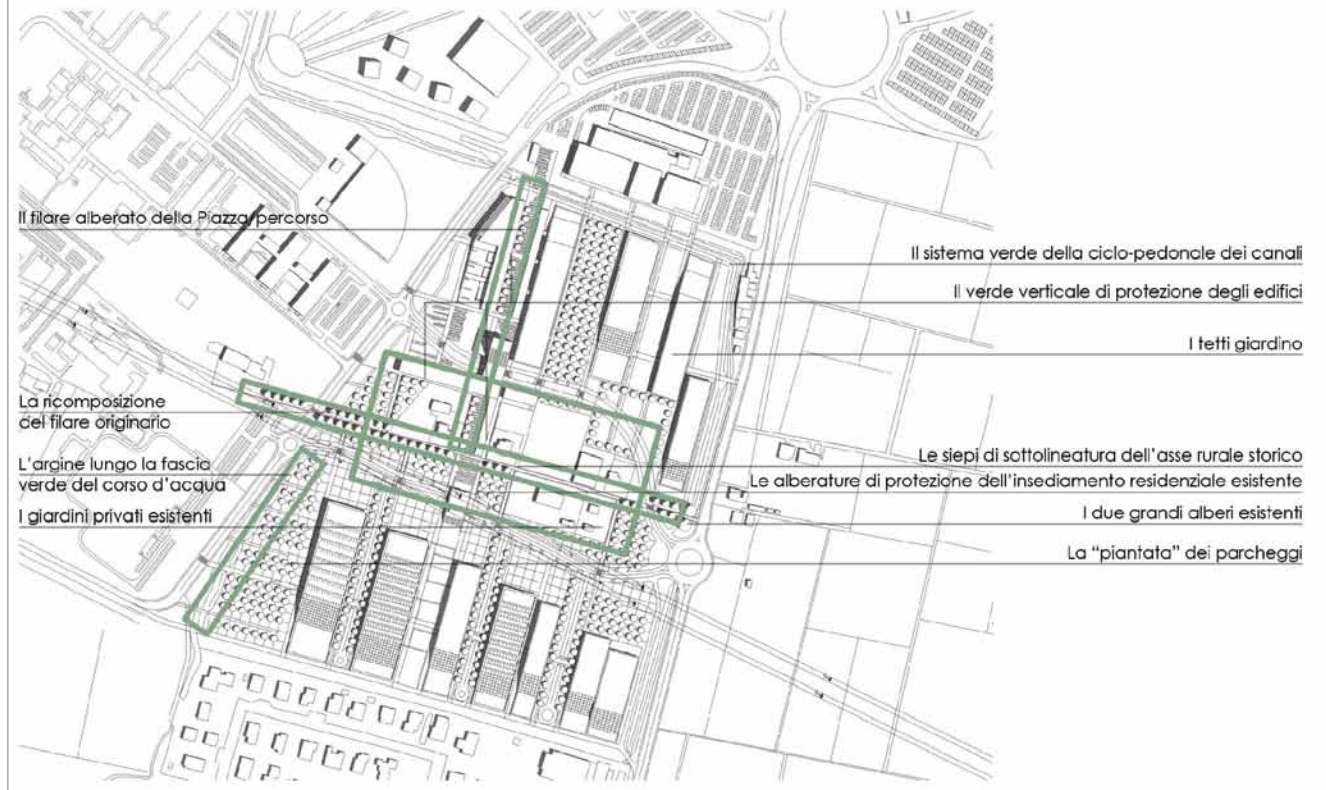 Il filare alberato della Piazza percorso
La ricomposizione
del filare originario
L'argine lungo la fascia
verde del corso d'acqua
I giardini privati esistenti
Il sistema verde della ciclo-pedonale dei canali
Il verde verticale di protezione degli edifici
I tetti giardino
Le siepi di sottolineatura dell'asse rurale storico
Le alberature di protezione dell'insediamento residenziale esistente
I due grandi alberi esistenti
La "piantata" dei parcheggi